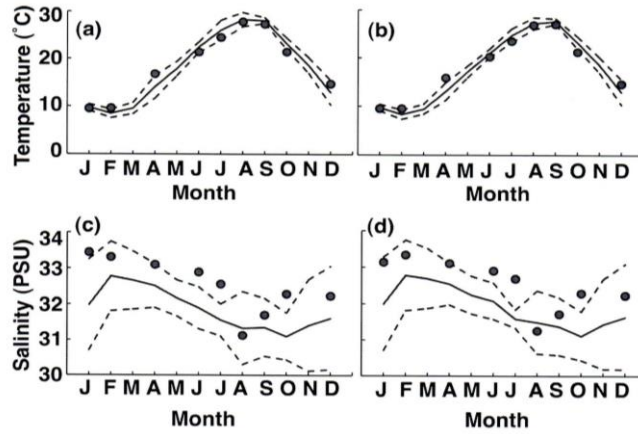 Temperature (°C)
30
20
10
0
(a)
(b)
J F M A M J J A S O N D
J F M A M J J A S O N D
Month
Month
Salinity (PSU)
34
33
32
31
30
(c)
(d)
J F M A M J J A S O N D
J F M A M J J A S O N D
Month
Month